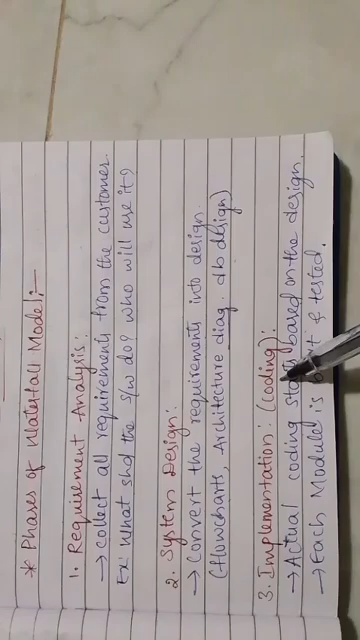 * Phases of Waterfall Model:-
1. Requirement Analysis:
→ collect all requirements from the customer.
Ex: What shd the s/w do? who will use it?
2. System Design:
→ Convert the requirements into design.
(flowcharts, Architecture diag. db design)
3. Implementation: (Coding):
→ Actual coding based on the design.
→ Each Module is & tested.